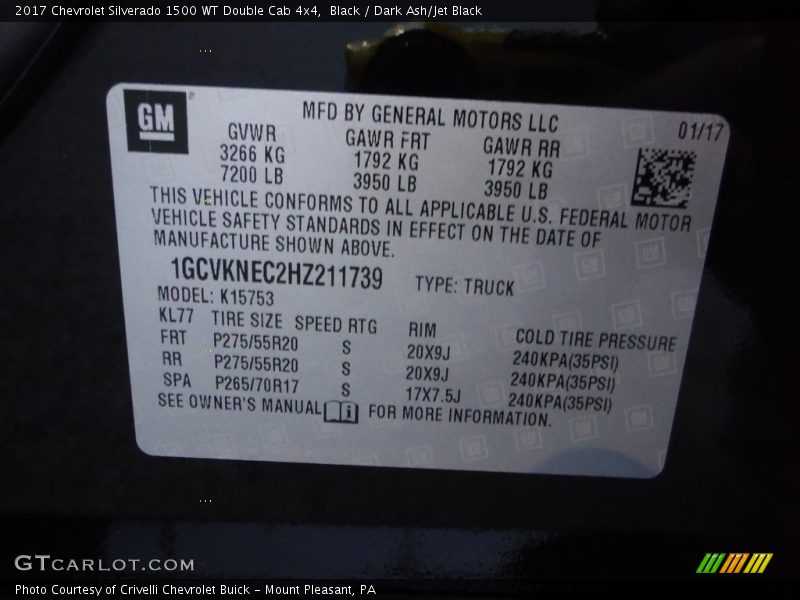 2017 Chevrolet Silverado 1500 WT Double Cab 4x4,  Black / Dark Ash/Jet Black
GM
MFD BY GENERAL MOTORS LLC
01/17
GVWR GAWR FRT GAWR RR
3266 KG 1792 KG 1792 KG
7200 LB 3950 LB 3950 LB
THIS VEHICLE CONFORMS TO ALL APPLICABLE U.S. FEDERAL MOTOR
VEHICLE SAFETY STANDARDS IN EFFECT ON THE DATE OF
MANUFACTURE SHOWN ABOVE.
1GCVKNEC2HZ211739 TYPE: TRUCK
MODEL: K15753
KL77 TIRE SIZE SPEED RTG RIM COLD TIRE PRESSURE
FRT P275/55R20 S 20X9J 240KPA(35PSI)
RR P275/55R20 S 20X9J 240KPA(35PSI)
SPA P265/70R17 S 17X7.5J 240KPA(35PSI)
SEE OWNER'S MANUAL i FOR MORE INFORMATION.
GTCARLOT.COM
Photo Courtesy of Crivelli Chevrolet Buick - Mount Pleasant, PA